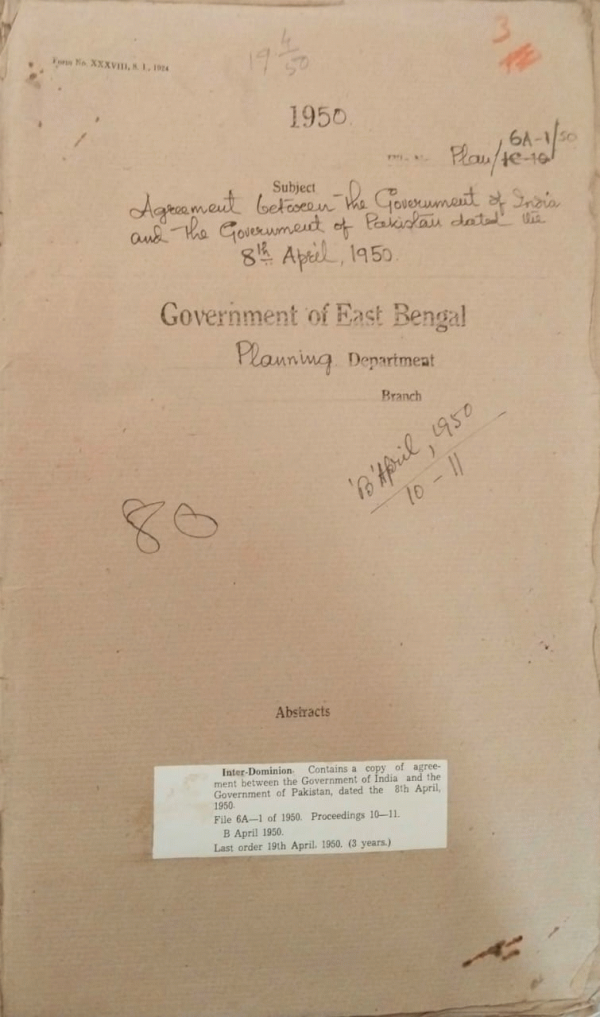 3
19 4/50
Form No. XXXVIII, S. I., 1924
1950.
6A-1/50
Plan/1C-10
Subject
Agreement between the Government of India
and the Government of Pakistan dated the
8th April, 1950.
Government of East Bengal
Planning Department
Branch
'B' April, 1950
10-11
80
Abstracts
Inter-Dominion. Contains a copy of agree-
ment between the Government of India and the
Government of Pakistan, dated the 8th April,
1950.
File 6A—1 of 1950. Proceedings 10—11.
B April 1950.
Last order 19th April. 1950. (3 years.)